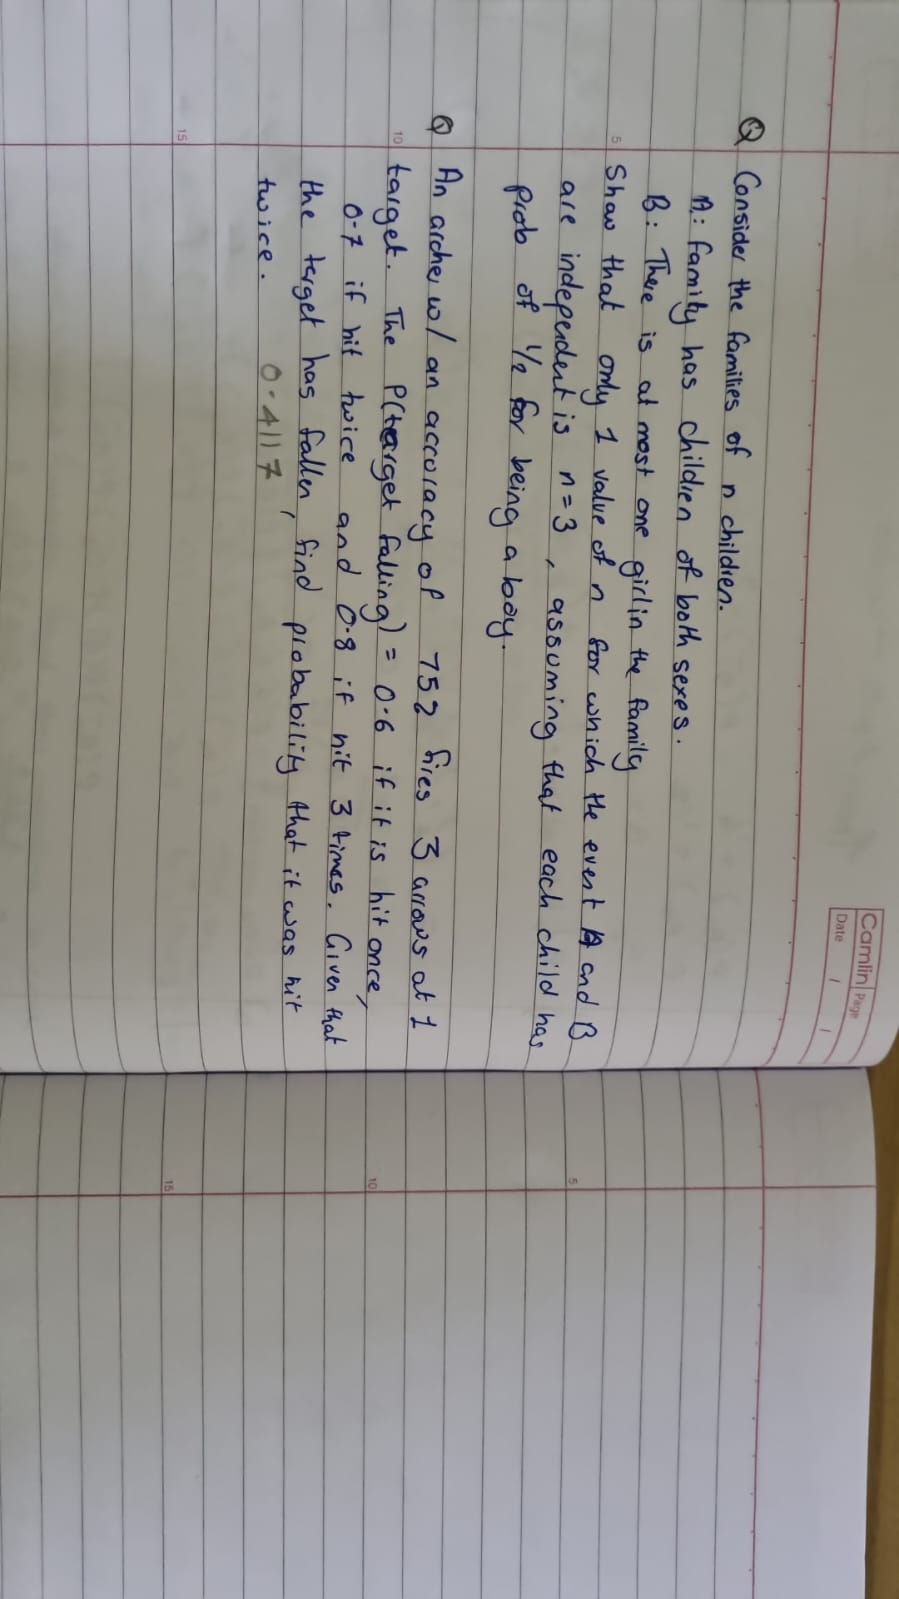 Camlin Page
Date / /
Q Consider the families of n children.
A: family has children of both sexes.
B: There is at most one girl in the family
5
Show that only 1 value of n for which the event A and B
are independent is n=3, assuming that each child has
prob of 1/2 for being a boy.
Q An archer w/ an accuracy of 75% fires 3 arrows at 1
10
target. The P(target falling) = 0.6 if it is hit once,
0.7 if hit twice and 0.8 if hit 3 times. Given that
the target has fallen, find probability that it was hit
twice. 0.4117
15
5
10
15